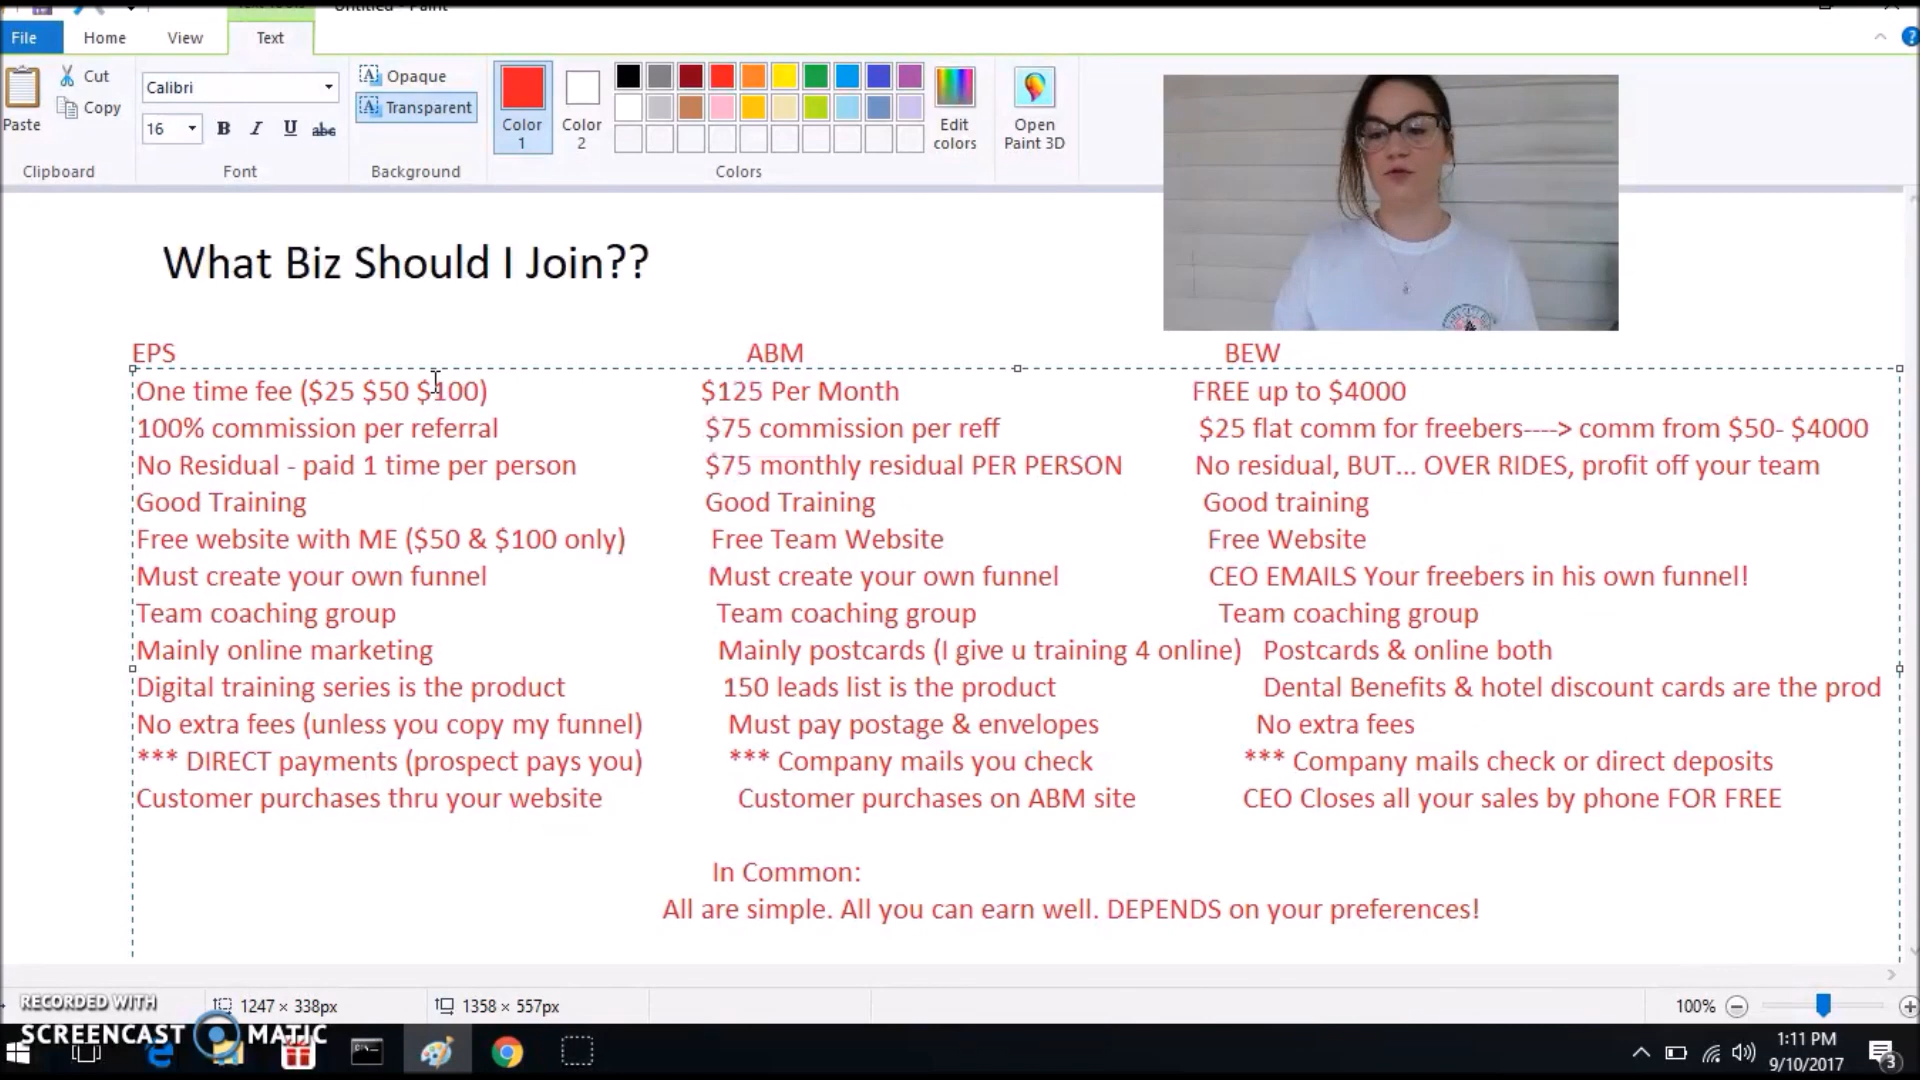 Untitled - Paint
File Home View Text
Paste Cut Copy
Calibri
16 B I U abc
Opaque
Transparent
Color 1
Color 2
Edit colors
Open Paint 3D
Clipboard Font Background Colors
What Biz Should I Join??
EPS ABM BEW
One time fee ($25 $50 $100) $125 Per Month FREE up to $4000
100% commission per referral $75 commission per reff $25 flat comm for freebers----> comm from $50- $4000
No Residual - paid 1 time per person $75 monthly residual PER PERSON No residual, BUT... OVER RIDES, profit off your team
Good Training Good Training Good training
Free website with ME ($50 & $100 only) Free Team Website Free Website
Must create your own funnel Must create your own funnel CEO EMAILS Your freebers in his own funnel!
Team coaching group Team coaching group Team coaching group
Mainly online marketing Mainly postcards (I give u training 4 online) Postcards & online both
Digital training series is the product 150 leads list is the product Dental Benefits & hotel discount cards are the prod
No extra fees (unless you copy my funnel) Must pay postage & envelopes No extra fees
*** DIRECT payments (prospect pays you) *** Company mails you check *** Company mails check or direct deposits
Customer purchases thru your website Customer purchases on ABM site CEO Closes all your sales by phone FOR FREE
In Common:
All are simple. All you can earn well. DEPENDS on your preferences!
1247 × 338px 1358 × 557px 100%
RECORDED WITH
SCREENCAST MATIC
1:11 PM
9/10/2017
3